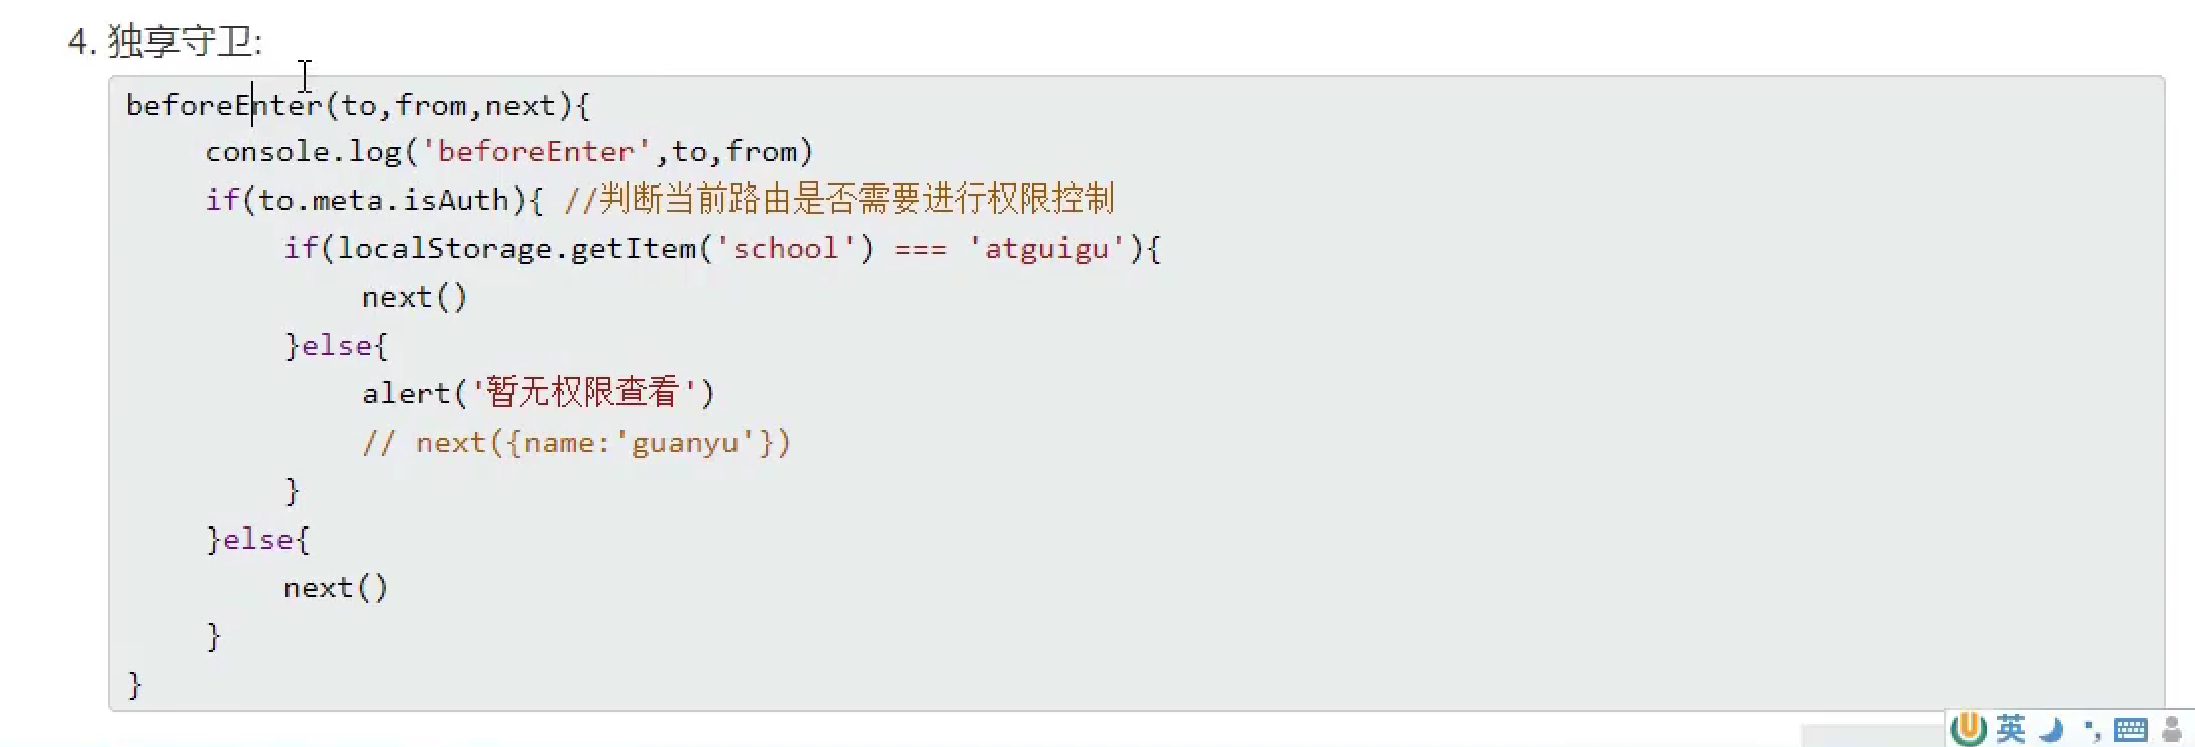 4. 独享守卫:
beforeEnter(to,from,next){
console.log('beforeEnter',to,from)
if(to.meta.isAuth){ //判断当前路由是否需要进行权限控制
if(localStorage.getItem('school') === 'atguigu'){
next()
}else{
alert('暂无权限查看')
// next({name:'guanyu'})
}
}else{
next()
}
}
英